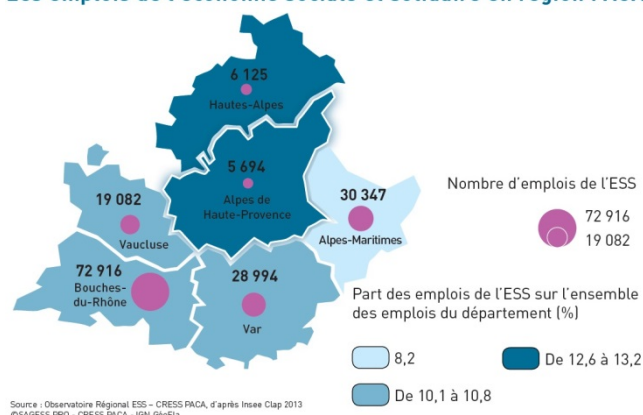 6 125
Hautes-Alpes
5 694
Alpes de
Haute-Provence
19 082
Vaucluse
30 347
Alpes-Maritimes
72 916
Bouches-
du-Rhône
28 994
Var
Nombre d'emplois de l'ESS
72 916
19 082
Part des emplois de l'ESS sur l'ensemble
des emplois du département (%)
8,2
De 12,6 à 13,2
De 10,1 à 10,8
Source : Observatoire Régional ESS – CRESS PACA, d'après Insee Clap 2013